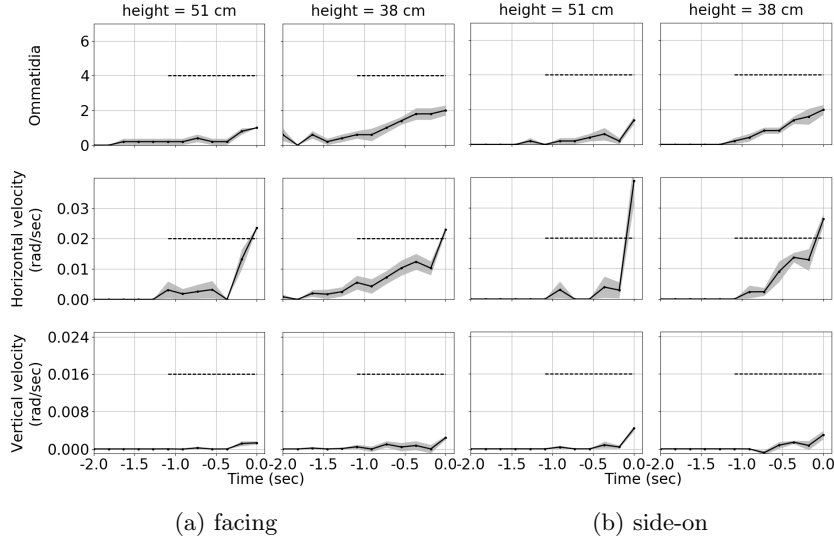 height = 51 cm height = 38 cm height = 51 cm height = 38 cm
Ommatidia
6
4
2
0
Horizontal velocity
(rad/sec)
0.03
0.02
0.01
0.00
Vertical velocity
(rad/sec)
0.024
0.016
0.008
0.000
-2.0 -1.5 -1.0 -0.5 0.0 -2.0 -1.5 -1.0 -0.5 0.0 -2.0 -1.5 -1.0 -0.5 0.0 -2.0 -1.5 -1.0 -0.5 0.0
Time (sec) Time (sec)
(a) facing (b) side-on